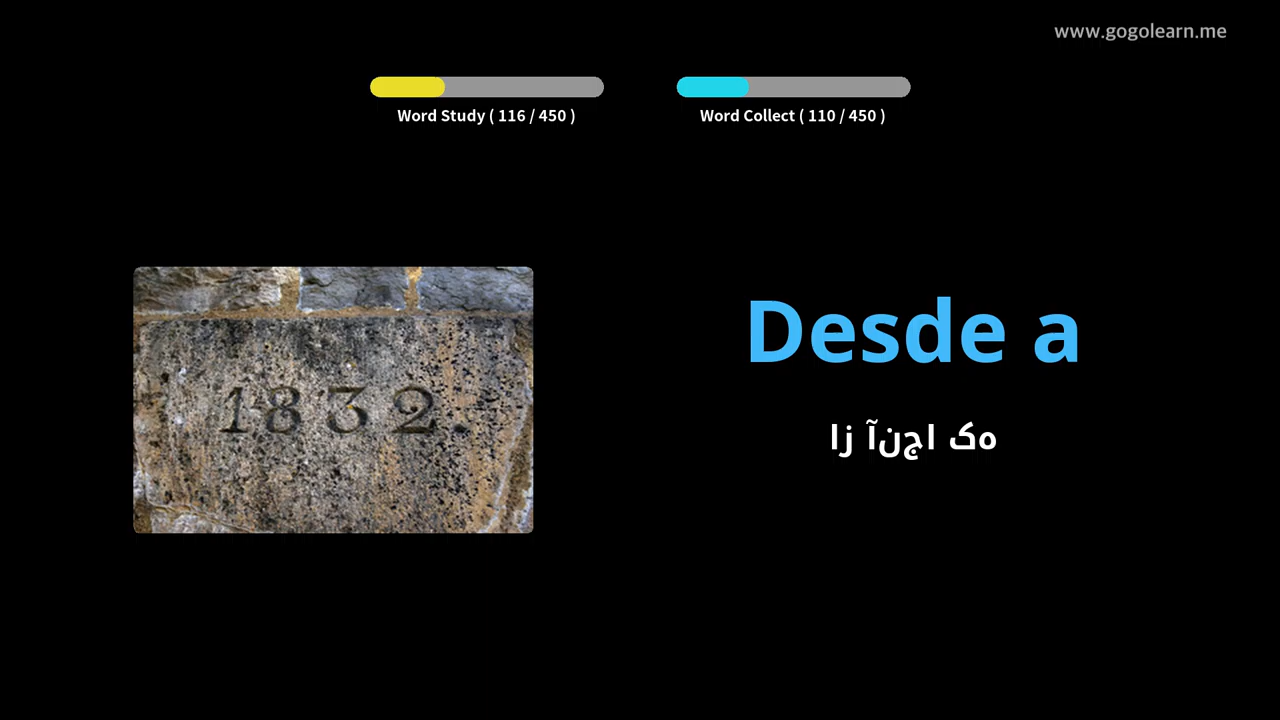 www.gogolearn.me
Word Study ( 116 / 450 )
Word Collect ( 110 / 450 )
1832.
Desde a
از آنجا که